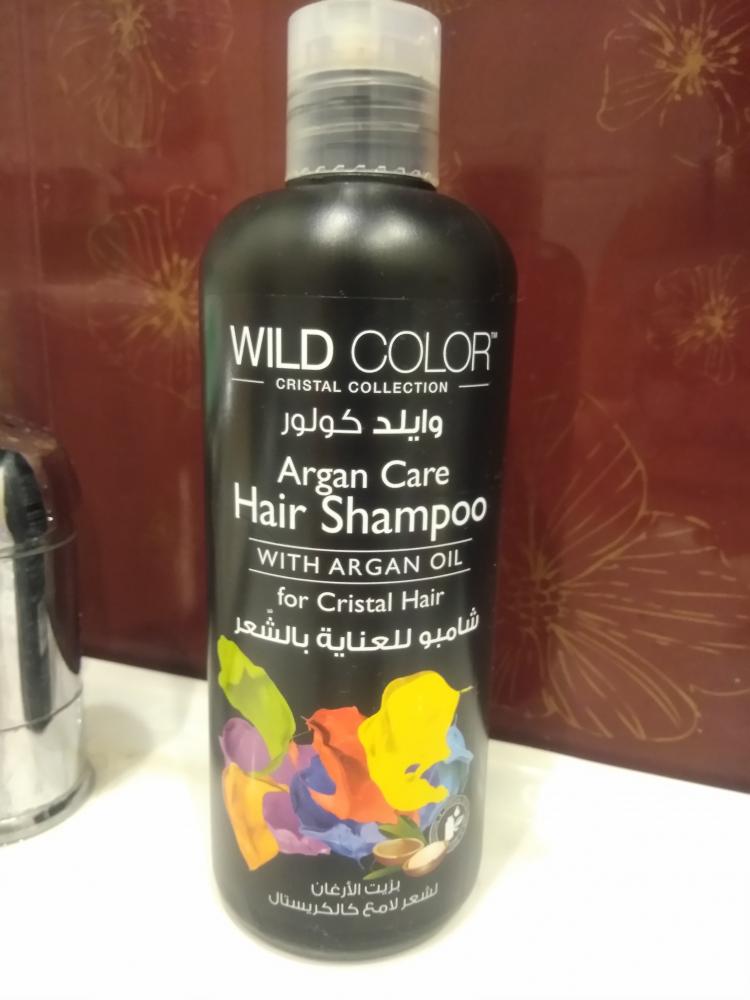 WILD COLOR™
CRISTAL COLLECTION
وايلد كولور
Argan Care
Hair Shampoo
WITH ARGAN OIL
for Cristal Hair
شامبو للعناية بالشَّعر
بزيت الأرغان
لشعر لامع كالكريستال